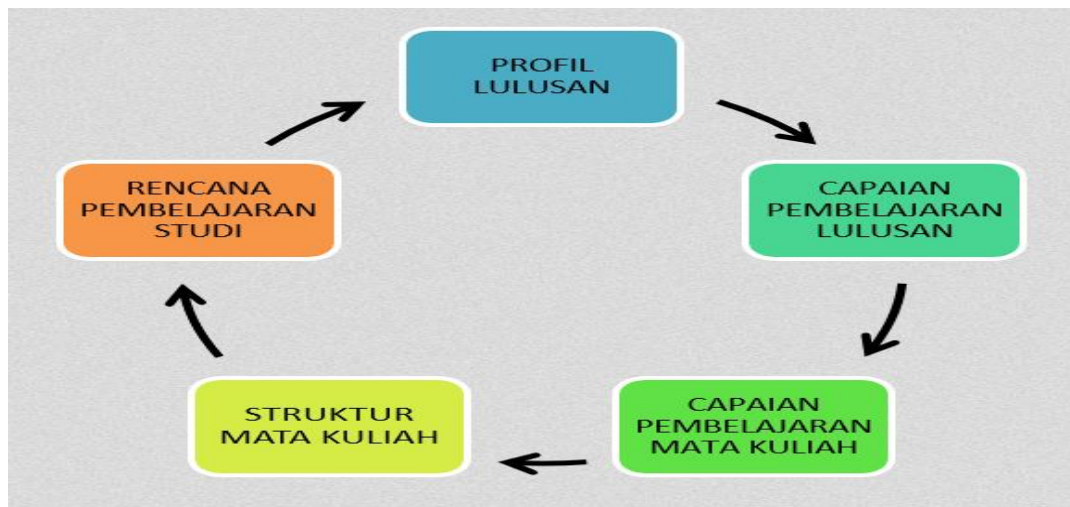 PROFIL
LULUSAN
CAPAIAN
PEMBELAJARAN
LULUSAN
CAPAIAN
PEMBELAJARAN
MATA KULIAH
STRUKTUR
MATA KULIAH
RENCANA
PEMBELAJARAN
STUDI